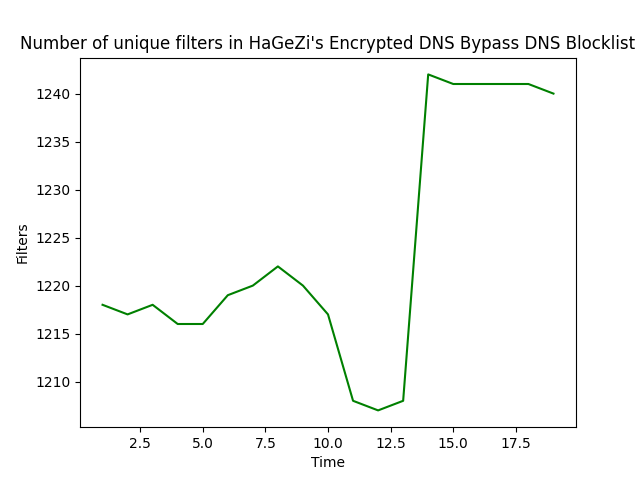 Number of unique filters in HaGeZi's Encrypted DNS Bypass DNS Blocklist
1240
1235
1230
1225
1220
1215
1210
Filters
2.5 5.0 7.5 10.0 12.5 15.0 17.5
Time